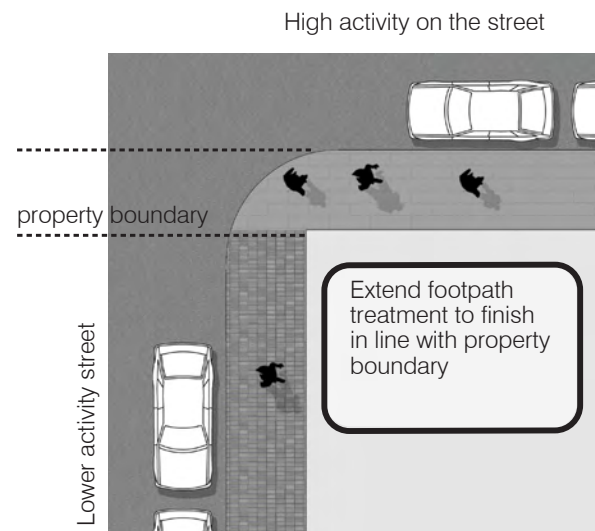 High activity on the street
property boundary
Extend footpath
treatment to finish
in line with property
boundary
Lower activity street